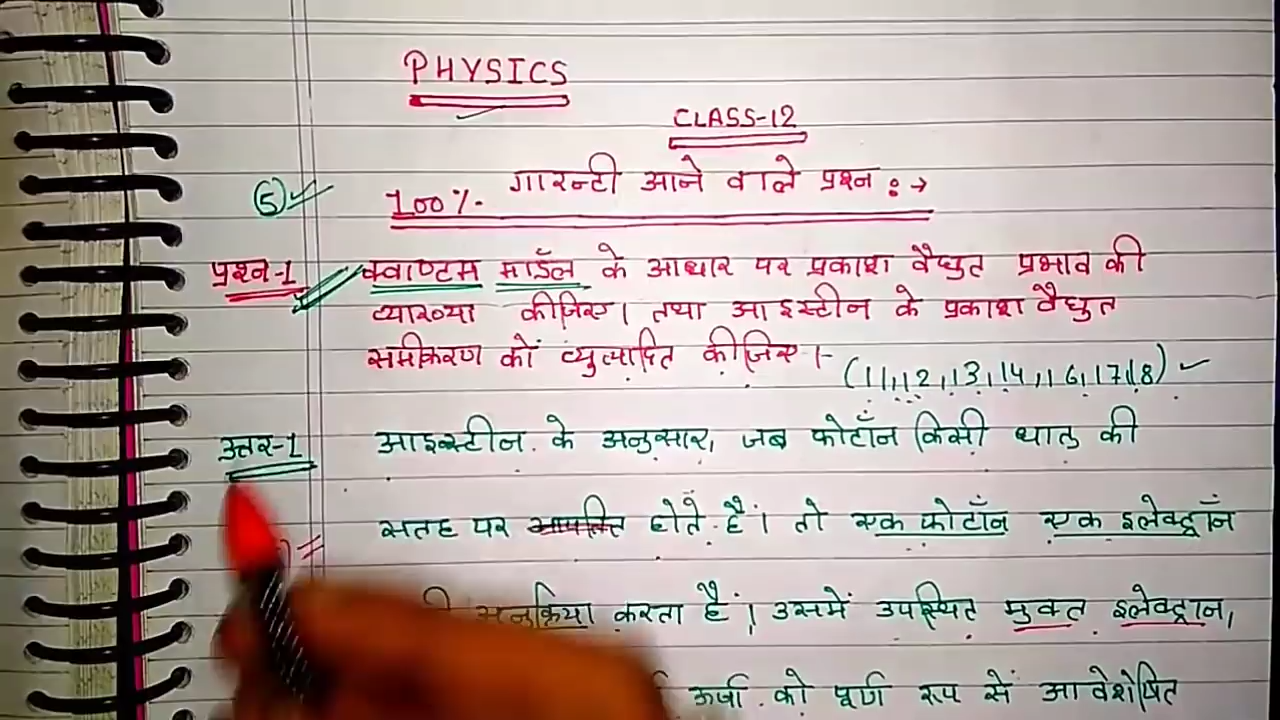 PHYSICS
CLASS-12
5
100%. गारन्टी आने वाले प्रश्न :→
प्रश्न-1 क्वाण्टम मॉडल के आधार पर प्रकाश वैद्युत प्रभाव की
व्याख्या कीजिए। तथा आइस्टीन के प्रकाश वैद्युत
समीकरण को व्युत्पादित कीजिए।-
(11,12,13,14,16,17,18)
उत्तर-1 आइस्टीन के अनुसार, जब फोटॉन किसी धातु की
सतह पर आपतित होते है। तो एक फोटॉन एक इलेक्ट्रॉन
करता है। उसमें उपस्थित मुक्त इलेक्ट्रान,
ऊर्जा को पूर्ण रूप से आवेशेषित